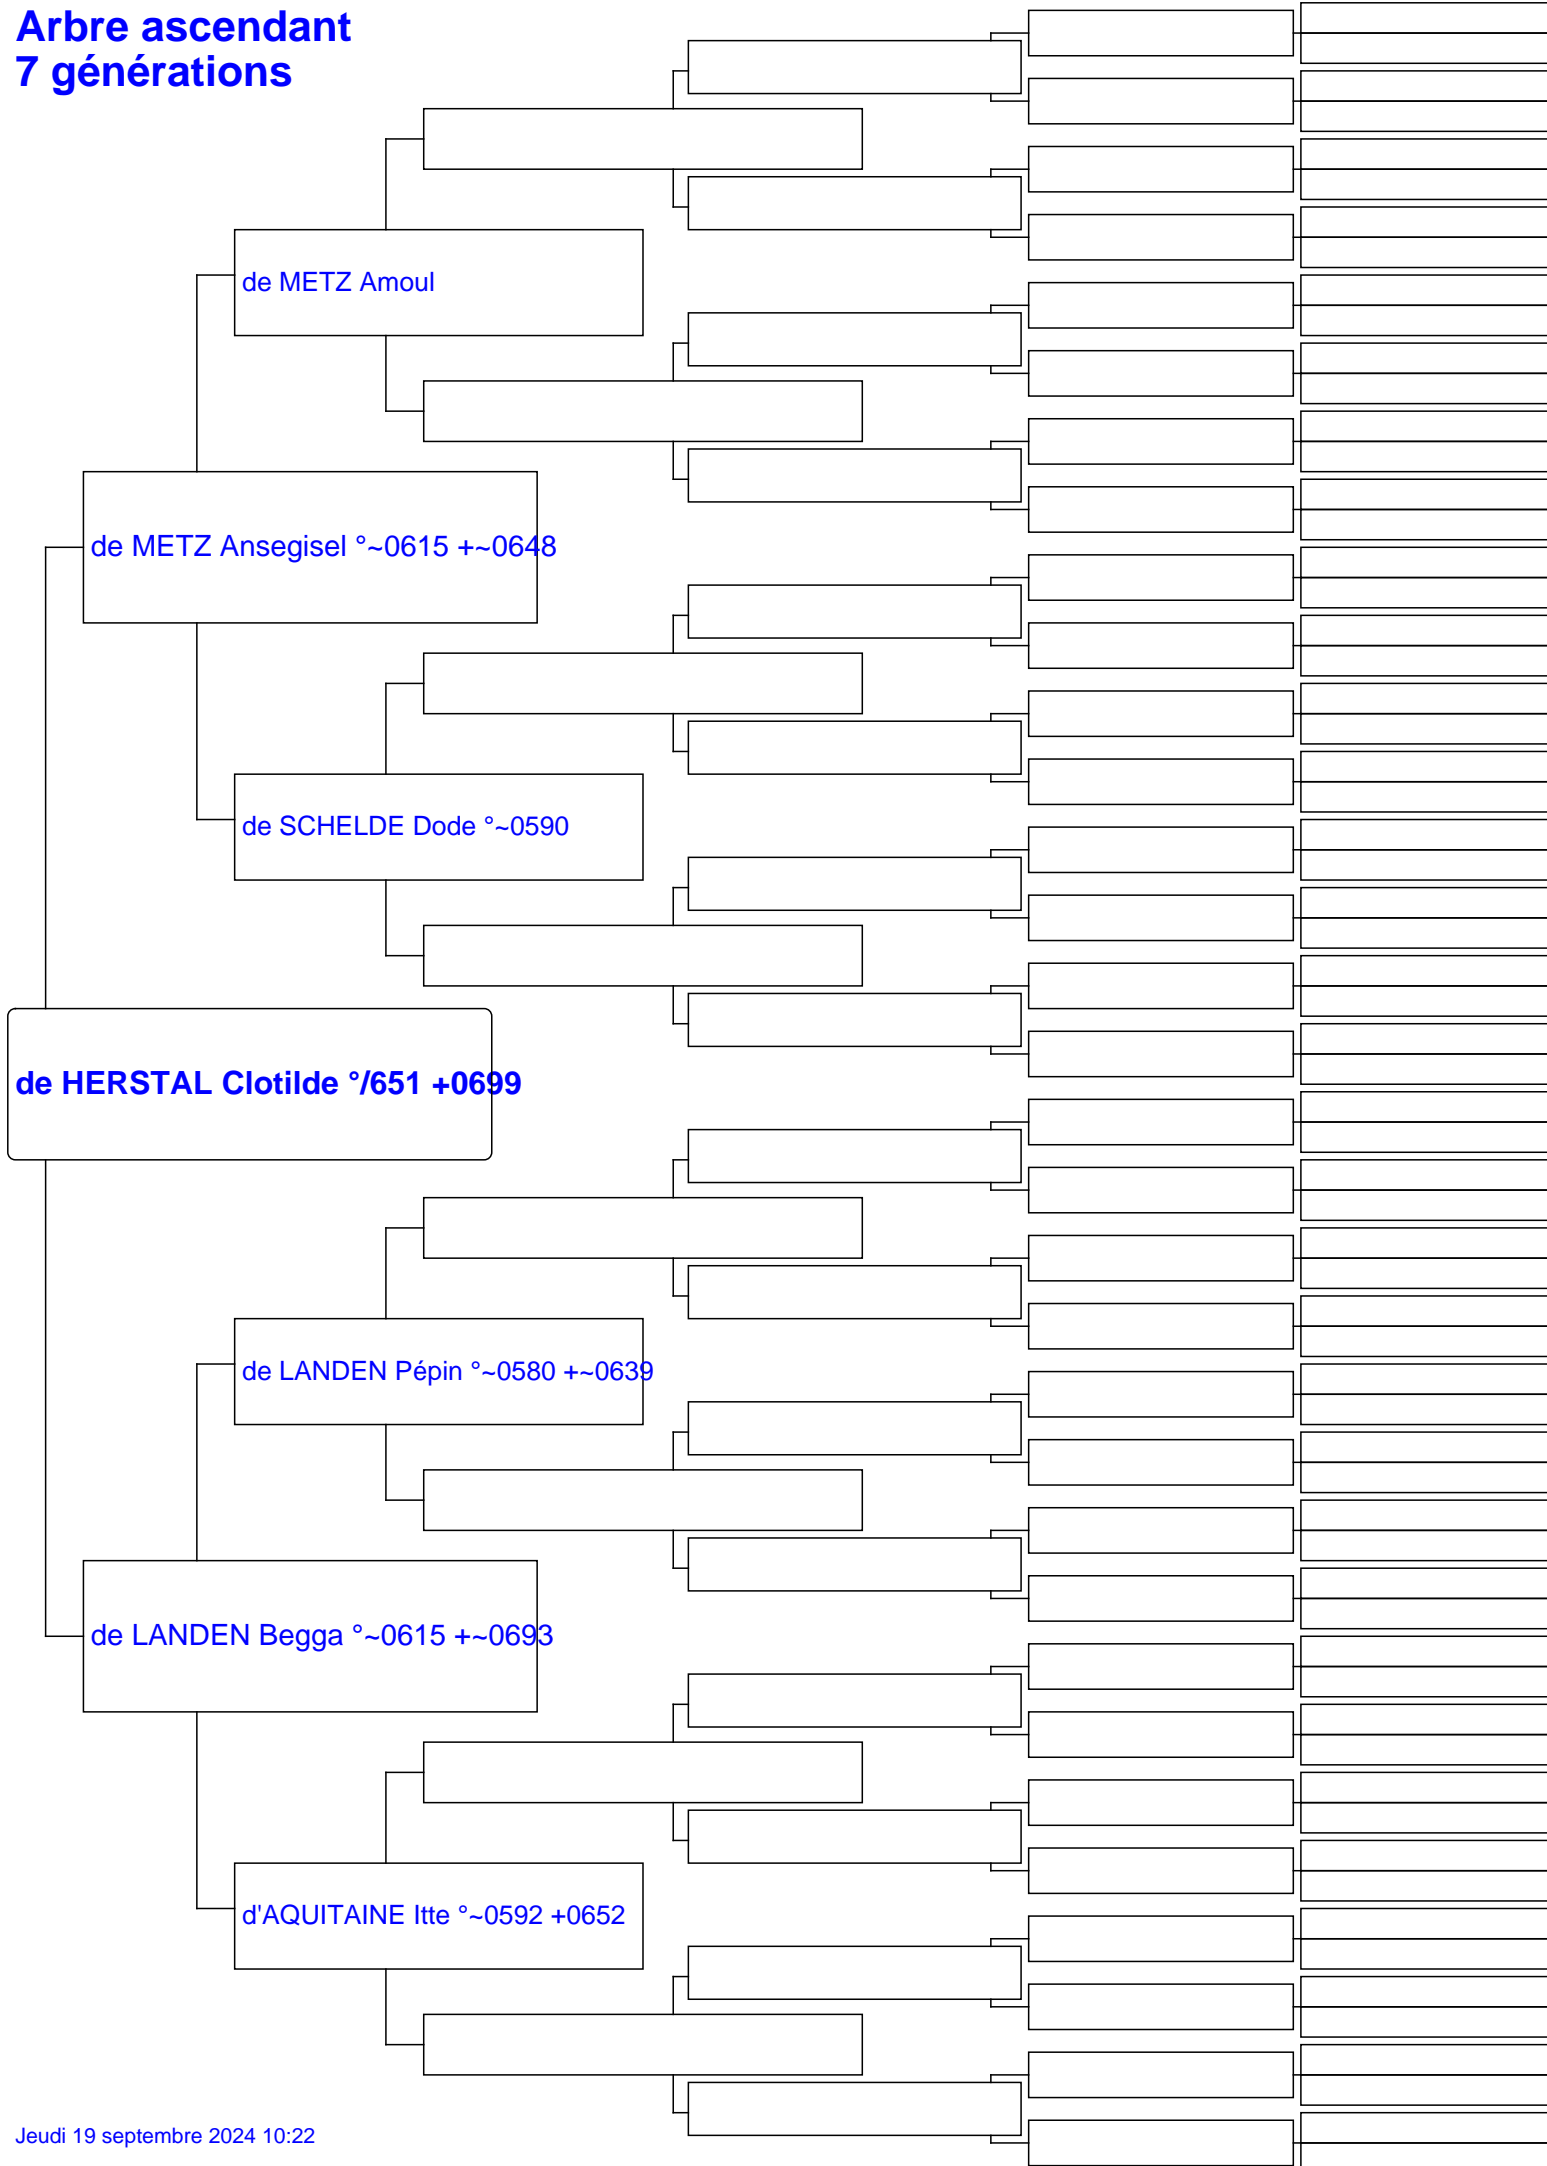 Arbre ascendant
7 générations
de METZ Amoul
de METZ Ansegisel °~0615 +~0648
de SCHELDE Dode °~0590
de HERSTAL Clotilde °/651 +0699
de LANDEN Pépin °~0580 +~0639
de LANDEN Begga °~0615 +~0693
d'AQUITAINE Itte °~0592 +0652
Jeudi 19 septembre 2024 10:22